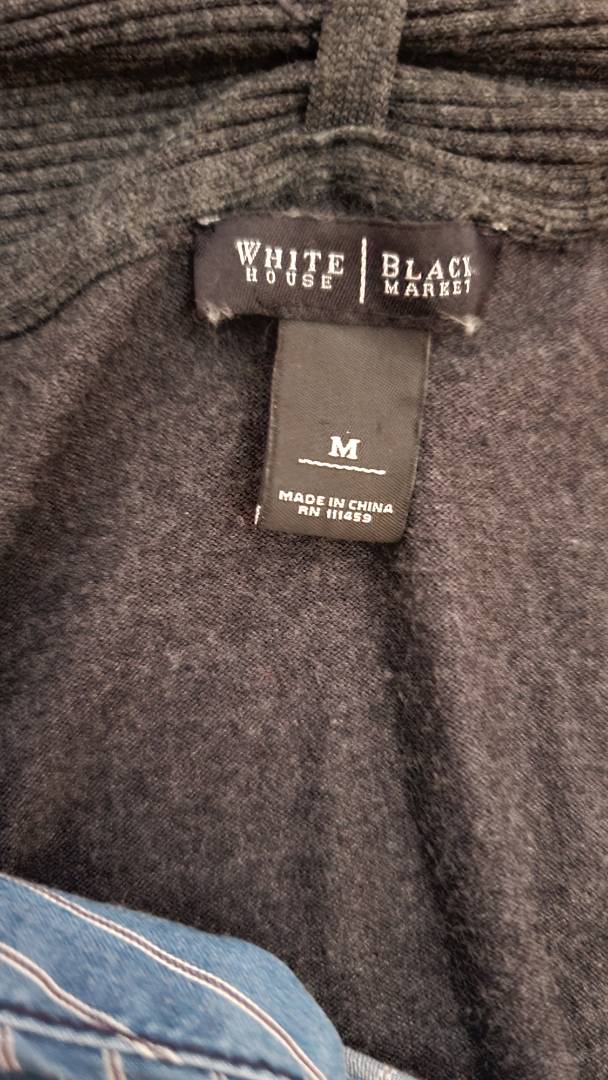 WHITE HOUSE | BLACK MARKET
M
MADE IN CHINA
RN 111459